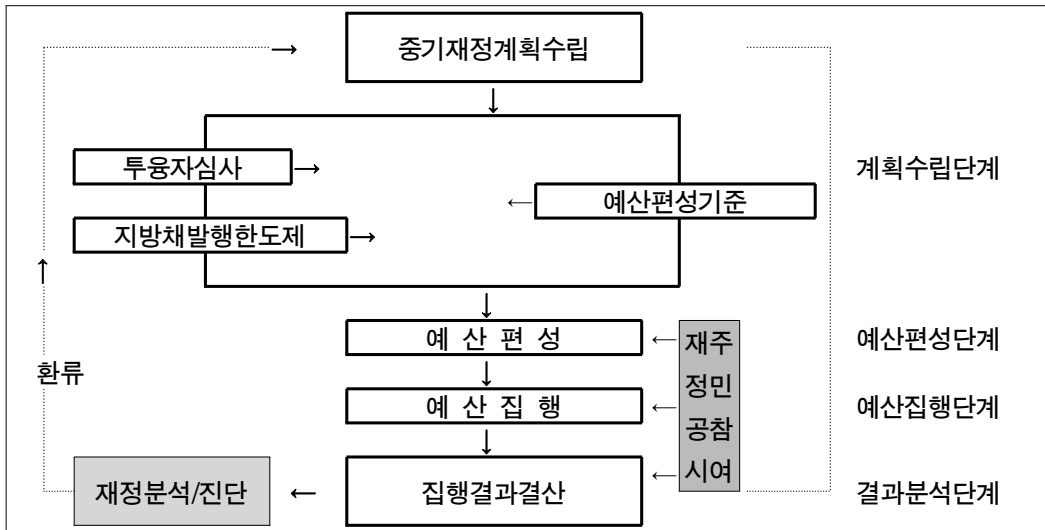 중기재정계획수립
투융자심사
계획수립단계
예산편성기준
지방채발행한도제
예 산 편 성
재주
예산편성단계
환류
정민
예 산 집 행
예산집행단계
공참
시여
재정분석/진단
집행결과결산
결과분석단계